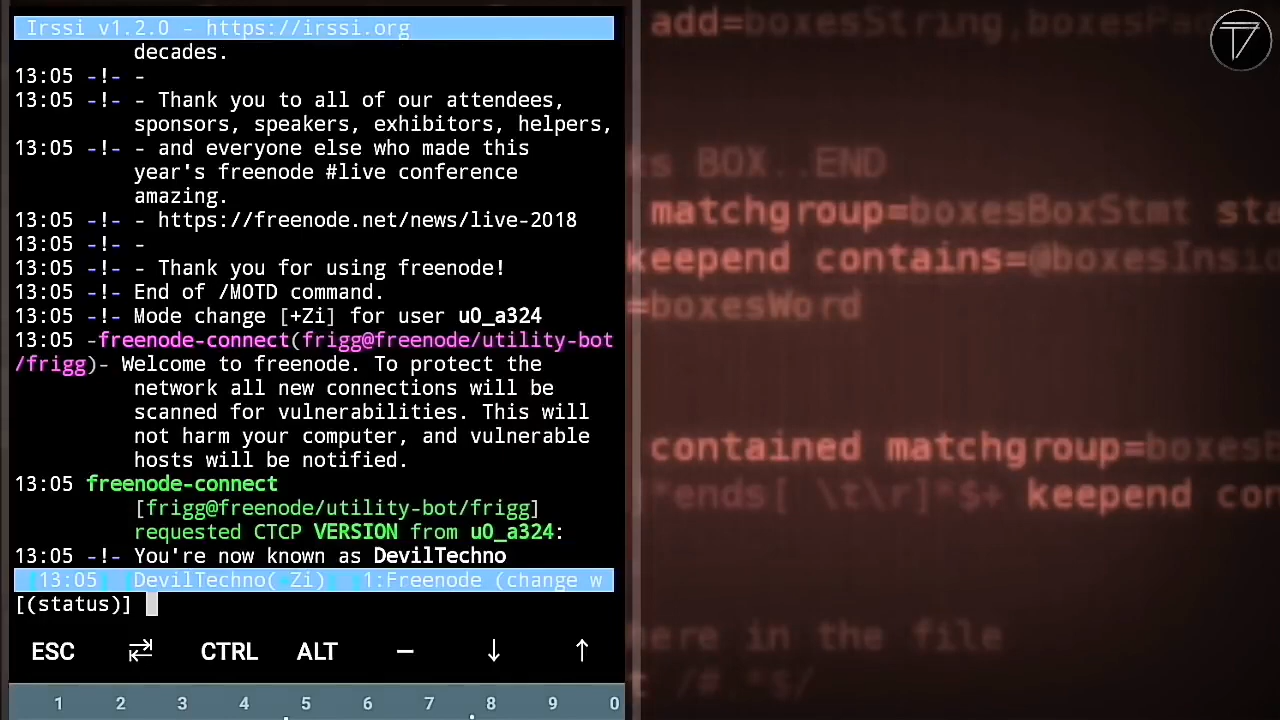 Irssi v1.2.0 - https://irssi.org
decades.
13:05 -!- -
13:05 -!- - Thank you to all of our attendees,
sponsors, speakers, exhibitors, helpers,
13:05 -!- - and everyone else who made this
year's freenode #live conference
amazing.
13:05 -!- - https://freenode.net/news/live-2018
13:05 -!- -
13:05 -!- - Thank you for using freenode!
13:05 -!- End of /MOTD command.
13:05 -!- Mode change [+Zi] for user u0_a324
13:05 -freenode-connect(frigg@freenode/utility-bot
/frigg)- Welcome to freenode. To protect the
network all new connections will be
scanned for vulnerabilities. This will
not harm your computer, and vulnerable
hosts will be notified.
13:05 freenode-connect
[frigg@freenode/utility-bot/frigg]
requested CTCP VERSION from u0_a324:
13:05 -!- You're now known as DevilTechno
[13:05] DevilTechno( Zi) 1:Freenode (change w
[(status)]
ESC CTRL ALT — ↓ ↑
1 2 3 4 5 6 7 8 9 0
add=boxesString,boxesPa
BOX..END
matchgroup=boxesBoxStmt sta
keepend contains=@boxesInsid
=boxesWord
contained matchgroup=boxesB
*ends[ \t\r]*$+ keepend con
here in the file
/# *$/